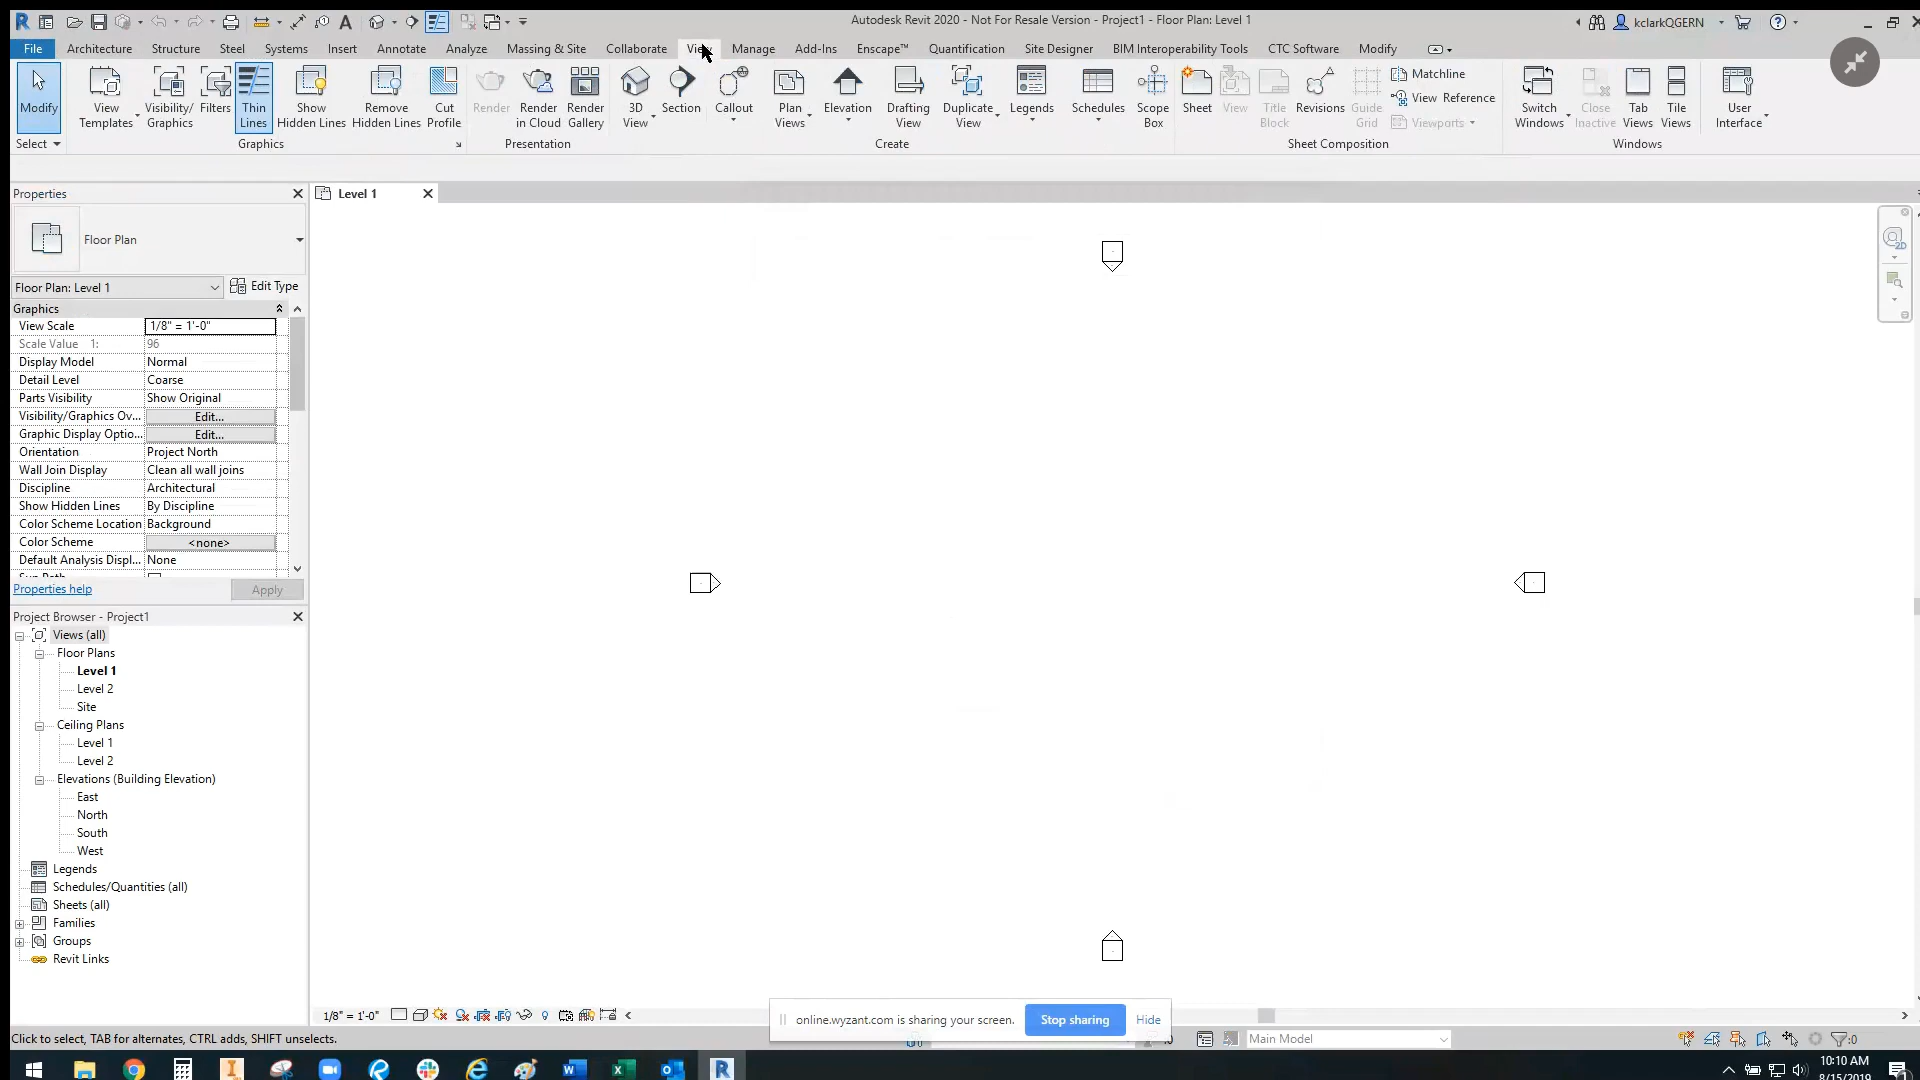 Autodesk Revit 2020 - Not For Resale Version - Project1 - Floor Plan: Level 1
kclarkQGERN
File Architecture Structure Steel Systems Insert Annotate Analyze Massing & Site Collaborate View Manage Add-Ins Enscape™ Quantification Site Designer BIM Interoperability Tools CTC Software Modify
Modify
View Templates
Visibility/ Graphics
Filters
Thin Lines
Show Hidden Lines
Remove Hidden Lines
Cut Profile
Render
Render in Cloud
Render Gallery
3D View
Section
Callout
Plan Views
Elevation
Drafting View
Duplicate View
Legends
Schedules
Scope Box
Sheet
View
Title Block
Revisions
Guide Grid
Matchline
View Reference
Viewports
Switch Windows
Close Inactive
Tab Views
Tile Views
User Interface
Select Graphics Presentation Create Sheet Composition Windows
Properties
Level 1
Floor Plan
Floor Plan: Level 1 Edit Type
Graphics
View Scale 1/8" = 1'-0"
Scale Value 1: 96
Display Model Normal
Detail Level Coarse
Parts Visibility Show Original
Visibility/Graphics Ov... Edit...
Graphic Display Optio... Edit...
Orientation Project North
Wall Join Display Clean all wall joins
Discipline Architectural
Show Hidden Lines By Discipline
Color Scheme Location Background
Color Scheme <none>
Default Analysis Displ... None
Properties help Apply
Project Browser - Project1
Views (all)
Floor Plans
Level 1
Level 2
Site
Ceiling Plans
Level 1
Level 2
Elevations (Building Elevation)
East
North
South
West
Legends
Schedules/Quantities (all)
Sheets (all)
Families
Groups
Revit Links
1/8" = 1'-0"
online.wyzant.com is sharing your screen. Stop sharing Hide
Click to select, TAB for alternates, CTRL adds, SHIFT unselects.
Main Model
:0
10:10 AM
8/15/2019